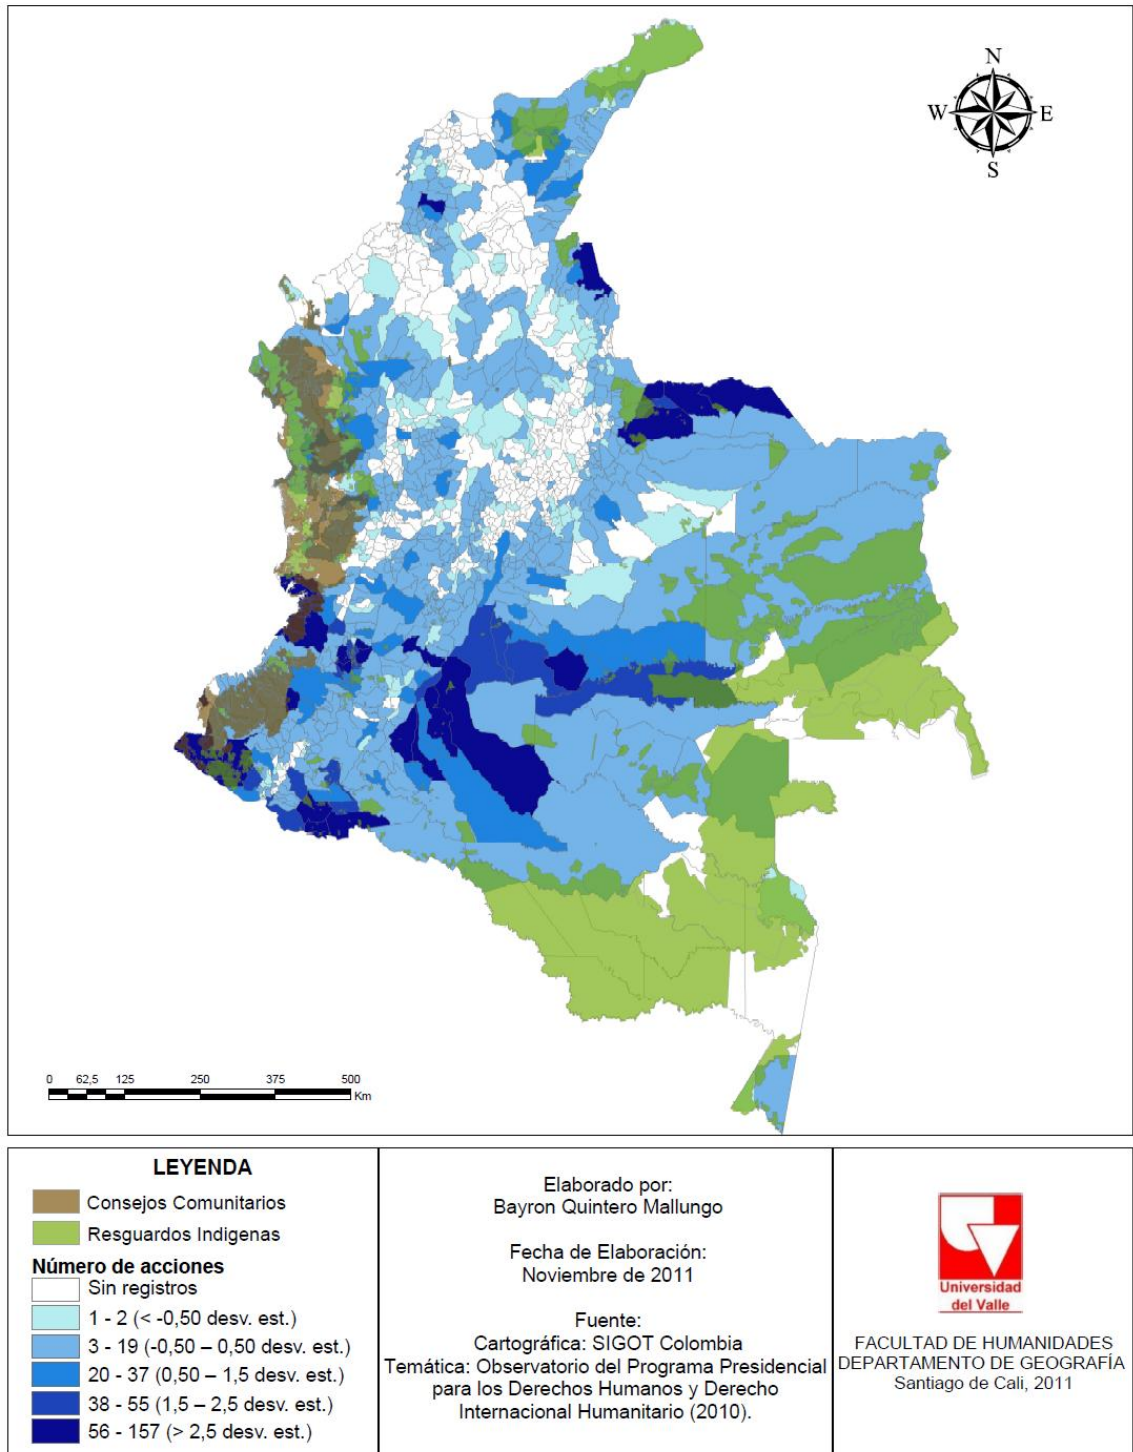 N
W E
S
0 62,5 125 250 375 500
Km
LEYENDA
Consejos Comunitarios
Resguardos Indigenas
Número de acciones
Sin registros
1 - 2 (< -0,50 desv. est.)
3 - 19 (-0,50 – 0,50 desv. est.)
20 - 37 (0,50 – 1,5 desv. est.)
38 - 55 (1,5 – 2,5 desv. est.)
56 - 157 (> 2,5 desv. est.)
Elaborado por:
Bayron Quintero Mallungo
Fecha de Elaboración:
Noviembre de 2011
Fuente:
Cartográfica: SIGOT Colombia
Temática: Observatorio del Programa Presidencial
para los Derechos Humanos y Derecho
Internacional Humanitario (2010).
Universidad
del Valle
FACULTAD DE HUMANIDADES
DEPARTAMENTO DE GEOGRAFÍA
Santiago de Cali, 2011